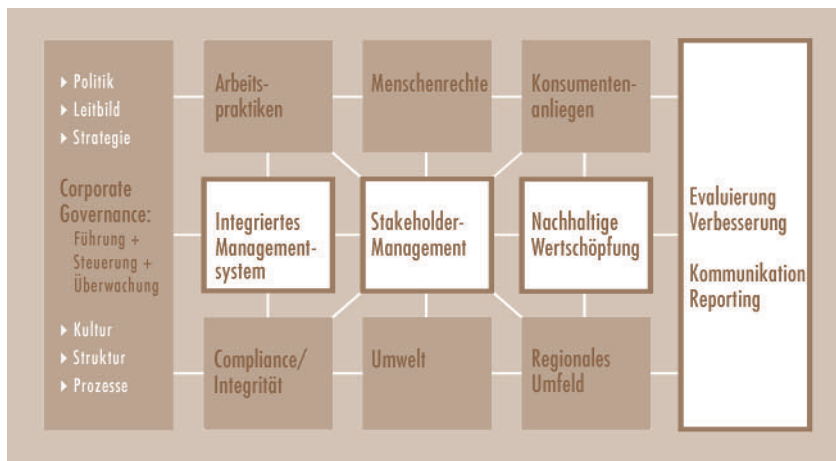 ▸ Politik
▸ Leitbild
▸ Strategie
Corporate
Governance:
Führung +
Steuerung +
Überwachung
▸ Kultur
▸ Struktur
▸ Prozesse
Arbeits-
praktiken
Menschenrechte
Konsumenten-
anliegen
Integriertes
Management-
system
Stakeholder-
Management
Nachhaltige
Wertschöpfung
Compliance/
Integrität
Umwelt
Regionales
Umfeld
Evaluierung
Verbesserung
Kommunikation
Reporting